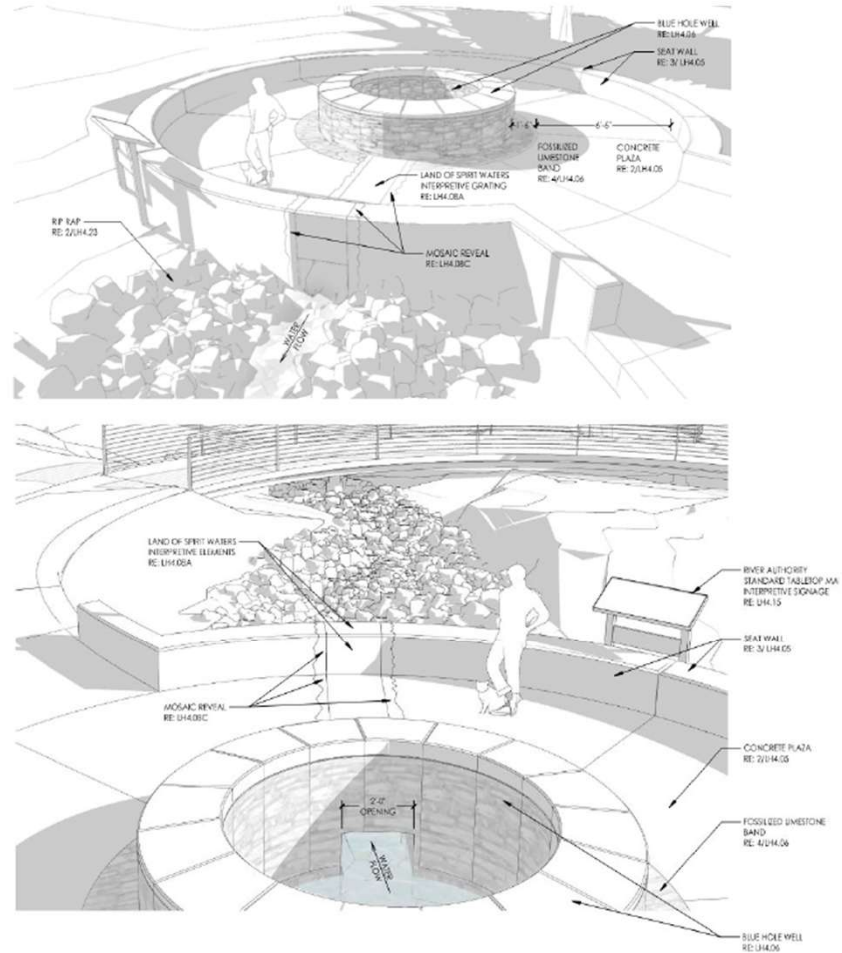 BLUE HOLE WELL
RE: LH4.06
SEAT WALL
RE: 3/ LH4.05
1'-6"
6'-6"
FOSSILIZED
LIMESTONE
BAND
RE: 4/LH4.06
CONCRETE
PLAZA
RE: 2/LH4.05
LAND OF SPIRIT WATERS
INTERPRETIVE GRATING
RE: LH4.08A
RIP RAP
RE: 2/LH4.23
MOSAIC REVEAL
RE: LH4.08C
WATER
FLOW
LAND OF SPIRIT WATERS
INTERPRETIVE ELEMENTS
RE: LH4.08A
RIVER AUTHORITY
STANDARD TABLETOP MA
INTERPRETIVE SIGNAGE
RE: LH4.15
SEAT WALL
RE: 3/ LH4.05
MOSAIC REVEAL
RE: LH4.08C
CONCRETE PLAZA
RE: 2/LH4.05
2'-0"
OPENING
FOSSILIZED LIMESTONE
BAND
RE: 4/LH4.06
WATER
FLOW
BLUE HOLE WELL
RE: LH4.06